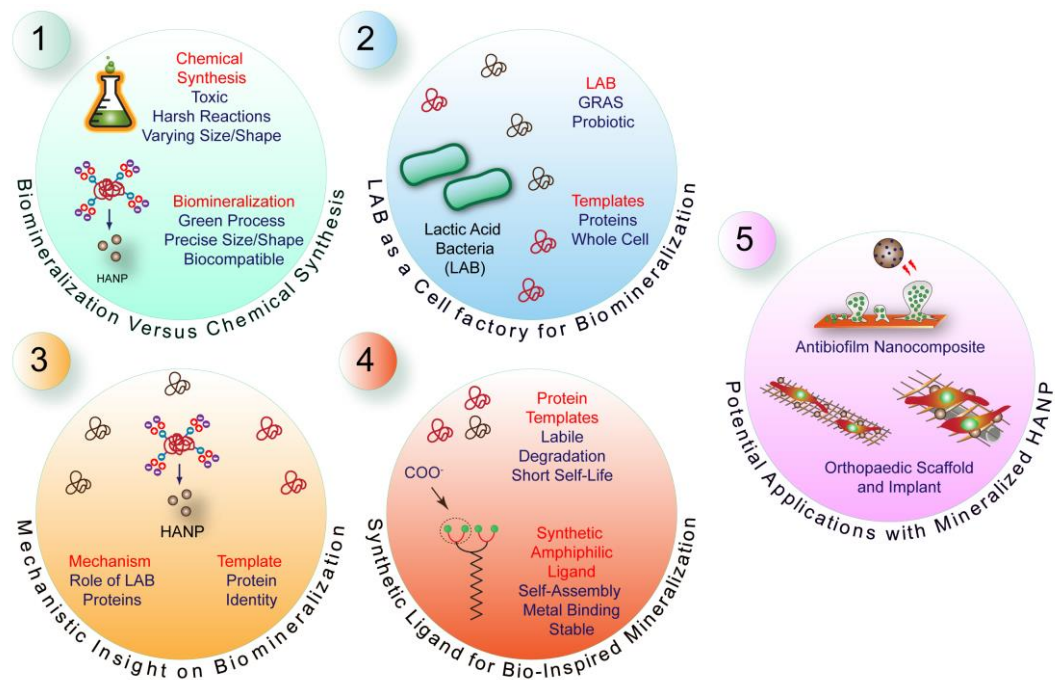 1
Chemical
Synthesis
Toxic
Harsh Reactions
Varying Size/Shape
Biomineralization
Green Process
Precise Size/Shape
Biocompatible
HANP
Biomineralization Versus Chemical Synthesis
2
LAB
GRAS
Probiotic
Templates
Proteins
Whole Cell
Lactic Acid
Bacteria
(LAB)
LAB as a Cell factory for Biomineralization
3
HANP
Mechanism
Role of LAB
Proteins
Template
Protein
Identity
Mechanistic Insight on Biomineralization
4
Protein
Templates
Labile
Degradation
Short Self-Life
COO⁻
Synthetic
Amphiphilic
Ligand
Self-Assembly
Metal Binding
Stable
Synthetic Ligand for Bio-Inspired Mineralization
5
Antibiofilm Nanocomposite
Orthopaedic Scaffold
and Implant
Potential Applications with Mineralized HANP